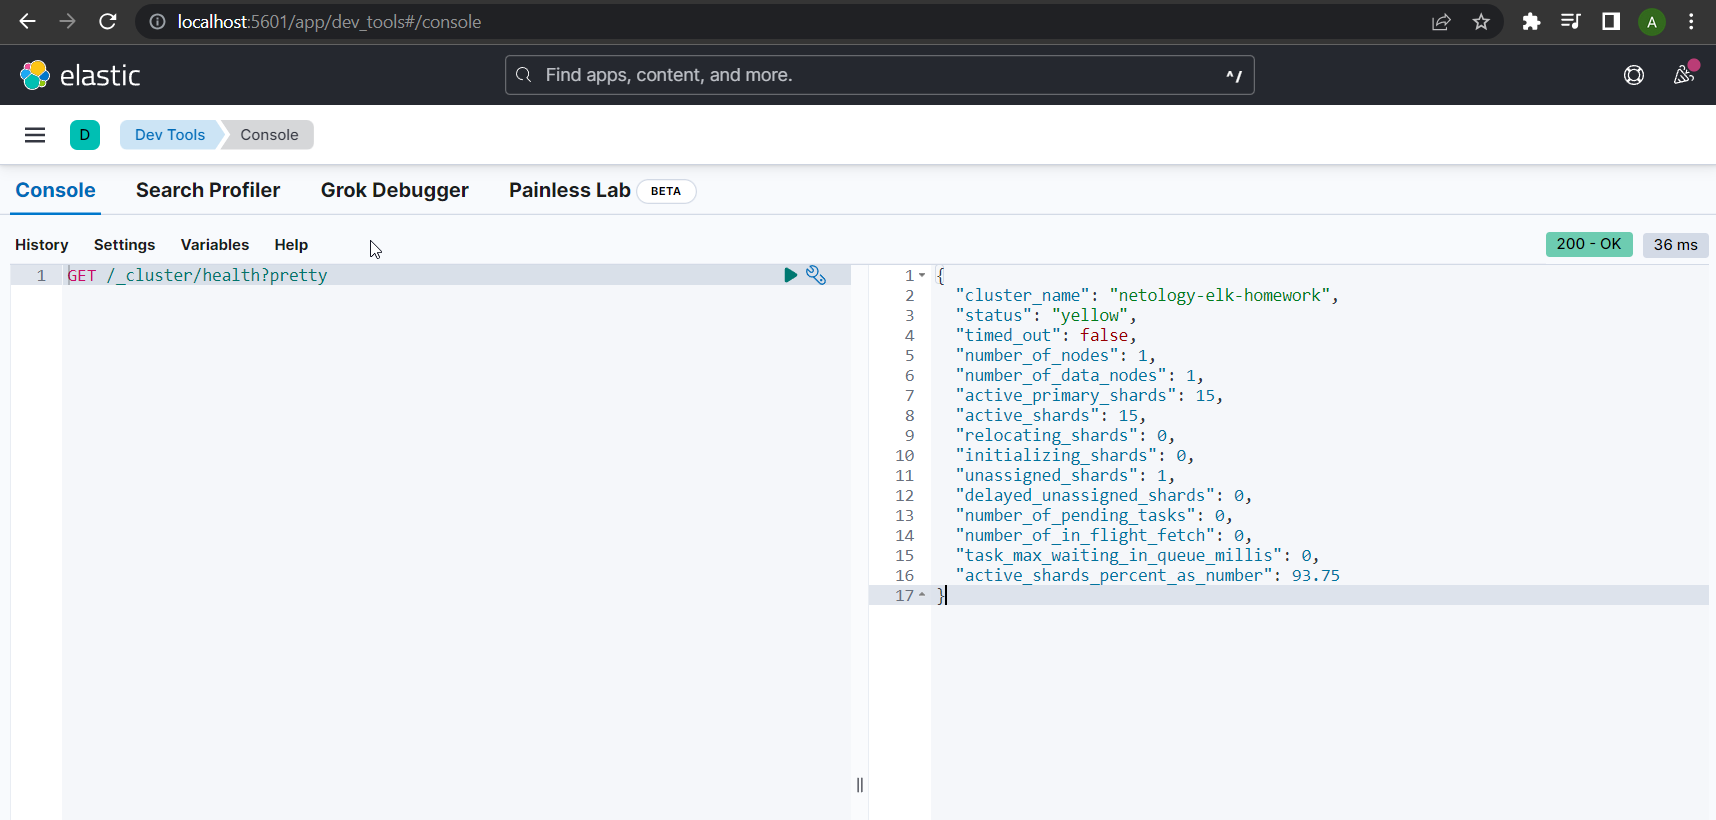 localhost:5601/app/dev_tools#/console
A
elastic
Find apps, content, and more.
^/
D
Dev Tools
Console
Console
Search Profiler
Grok Debugger
Painless Lab
BETA
History
Settings
Variables
Help
200 - OK
36 ms
1
GET /_cluster/health?pretty
1 {
2 "cluster_name": "netology-elk-homework",
3 "status": "yellow",
4 "timed_out": false,
5 "number_of_nodes": 1,
6 "number_of_data_nodes": 1,
7 "active_primary_shards": 15,
8 "active_shards": 15,
9 "relocating_shards": 0,
10 "initializing_shards": 0,
11 "unassigned_shards": 1,
12 "delayed_unassigned_shards": 0,
13 "number_of_pending_tasks": 0,
14 "number_of_in_flight_fetch": 0,
15 "task_max_waiting_in_queue_millis": 0,
16 "active_shards_percent_as_number": 93.75
17 }